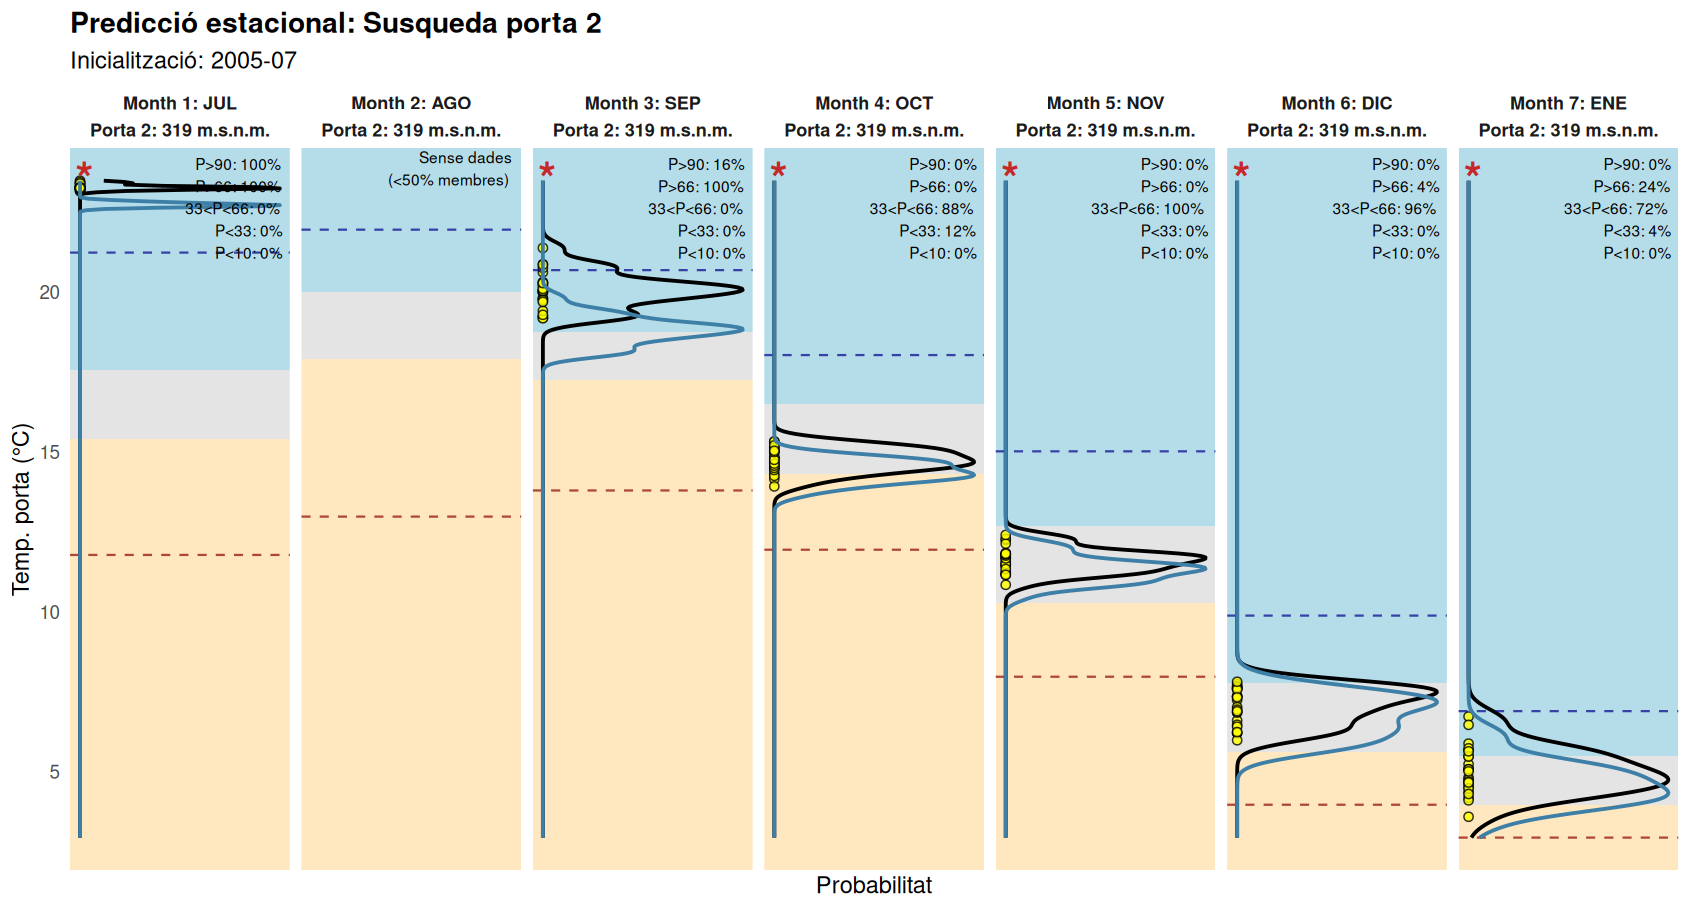 Predicció estacional: Susqueda porta 2
Inicialització: 2005-07
Month 1: JUL
Porta 2: 319 m.s.n.m.
Month 2: AGO
Porta 2: 319 m.s.n.m.
Month 3: SEP
Porta 2: 319 m.s.n.m.
Month 4: OCT
Porta 2: 319 m.s.n.m.
Month 5: NOV
Porta 2: 319 m.s.n.m.
Month 6: DIC
Porta 2: 319 m.s.n.m.
Month 7: ENE
Porta 2: 319 m.s.n.m.
*
P>90: 100%
P>66: 100%
33<P<66: 0%
P<33: 0%
P<10: 0%
Sense dades
(<50% membres)
*
P>90: 16%
P>66: 100%
33<P<66: 0%
P<33: 0%
P<10: 0%
*
P>90: 0%
P>66: 0%
33<P<66: 88%
P<33: 12%
P<10: 0%
*
P>90: 0%
P>66: 0%
33<P<66: 100%
P<33: 0%
P<10: 0%
*
P>90: 0%
P>66: 4%
33<P<66: 96%
P<33: 0%
P<10: 0%
*
P>90: 0%
P>66: 24%
33<P<66: 72%
P<33: 4%
P<10: 0%
20
15
10
5
Temp. porta (°C)
Probabilitat